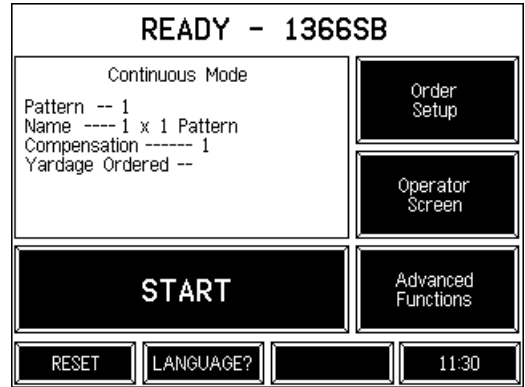 READY - 1366SB
Continuous Mode
Pattern -- 1
Name ---- 1 x 1 Pattern
Compensation ------ 1
Yardage Ordered --
Order
Setup
Operator
Screen
START
Advanced
Functions
RESET
LANGUAGE?
11:30